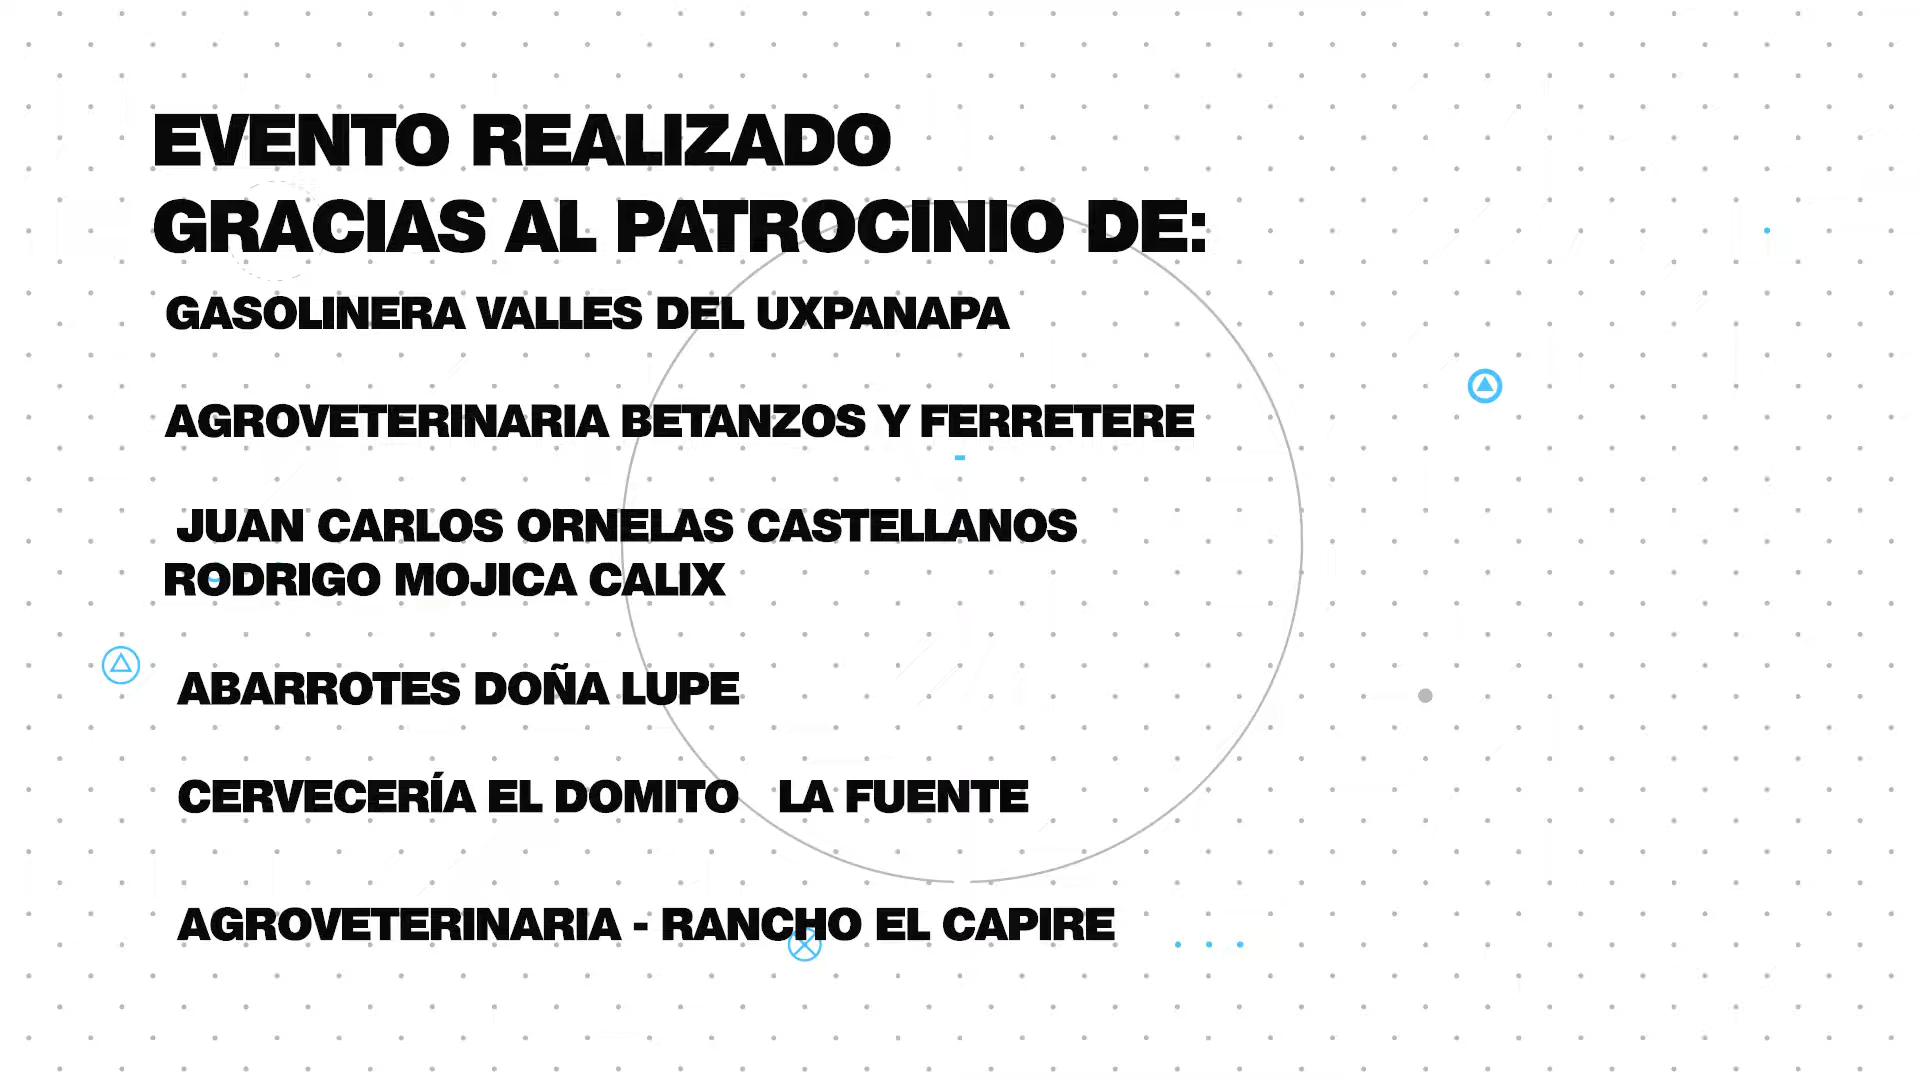 EVENTO REALIZADO
GRACIAS AL PATROCINIO DE:
GASOLINERA VALLES DEL UXPANAPA
AGROVETERINARIA BETANZOS Y FERRETERE
JUAN CARLOS ORNELAS CASTELLANOS
RODRIGO MOJICA CALIX
ABARROTES DOÑA LUPE
CERVECERÍA EL DOMITO   LA FUENTE
AGROVETERINARIA - RANCHO EL CAPIRE